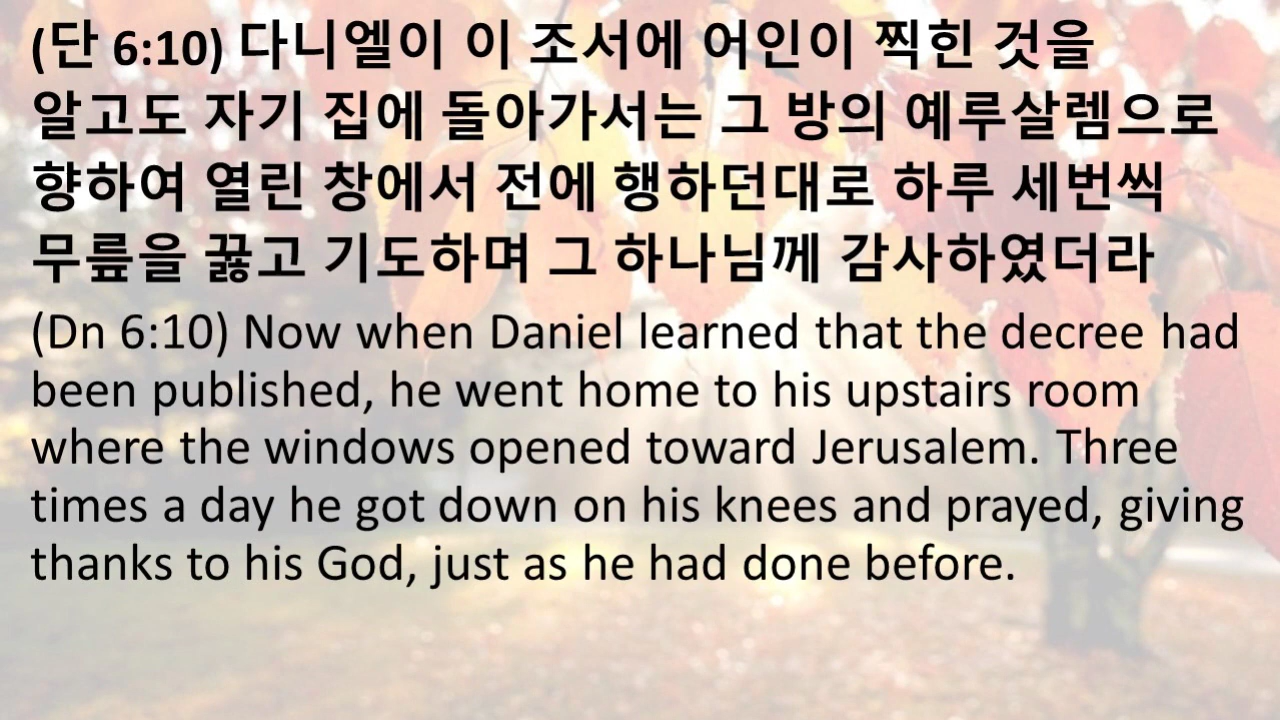 (단 6:10) 다니엘이 이 조서에 어인이 찍힌 것을
알고도 자기 집에 돌아가서는 그 방의 예루살렘으로
향하여 열린 창에서 전에 행하던대로 하루 세번씩
무릎을 꿇고 기도하며 그 하나님께 감사하였더라
(Dn 6:10) Now when Daniel learned that the decree had
been published, he went home to his upstairs room
where the windows opened toward Jerusalem. Three
times a day he got down on his knees and prayed, giving
thanks to his God, just as he had done before.